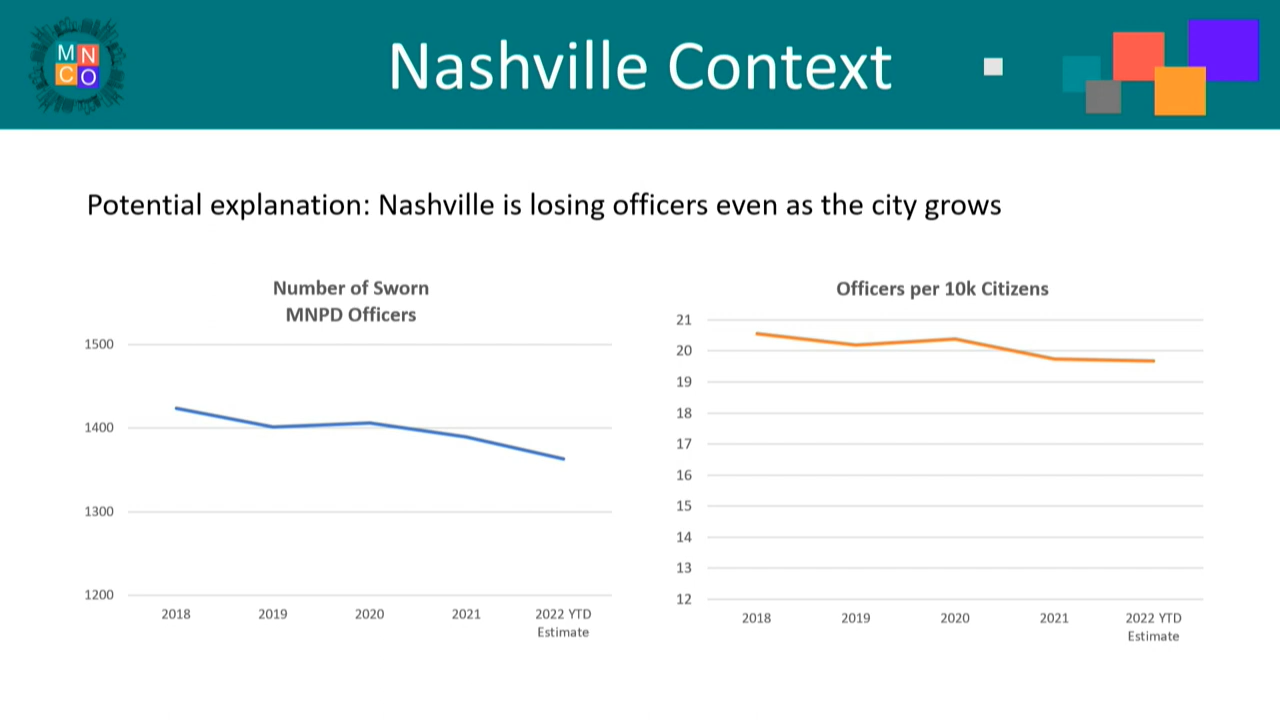 MN
CO
Nashville Context
Potential explanation: Nashville is losing officers even as the city grows
Number of Sworn
MNPD Officers
1500
1400
1300
1200
2018 2019 2020 2021 2022 YTD
Estimate
Officers per 10k Citizens
21
20
19
18
17
16
15
14
13
12
2018 2019 2020 2021 2022 YTD
Estimate